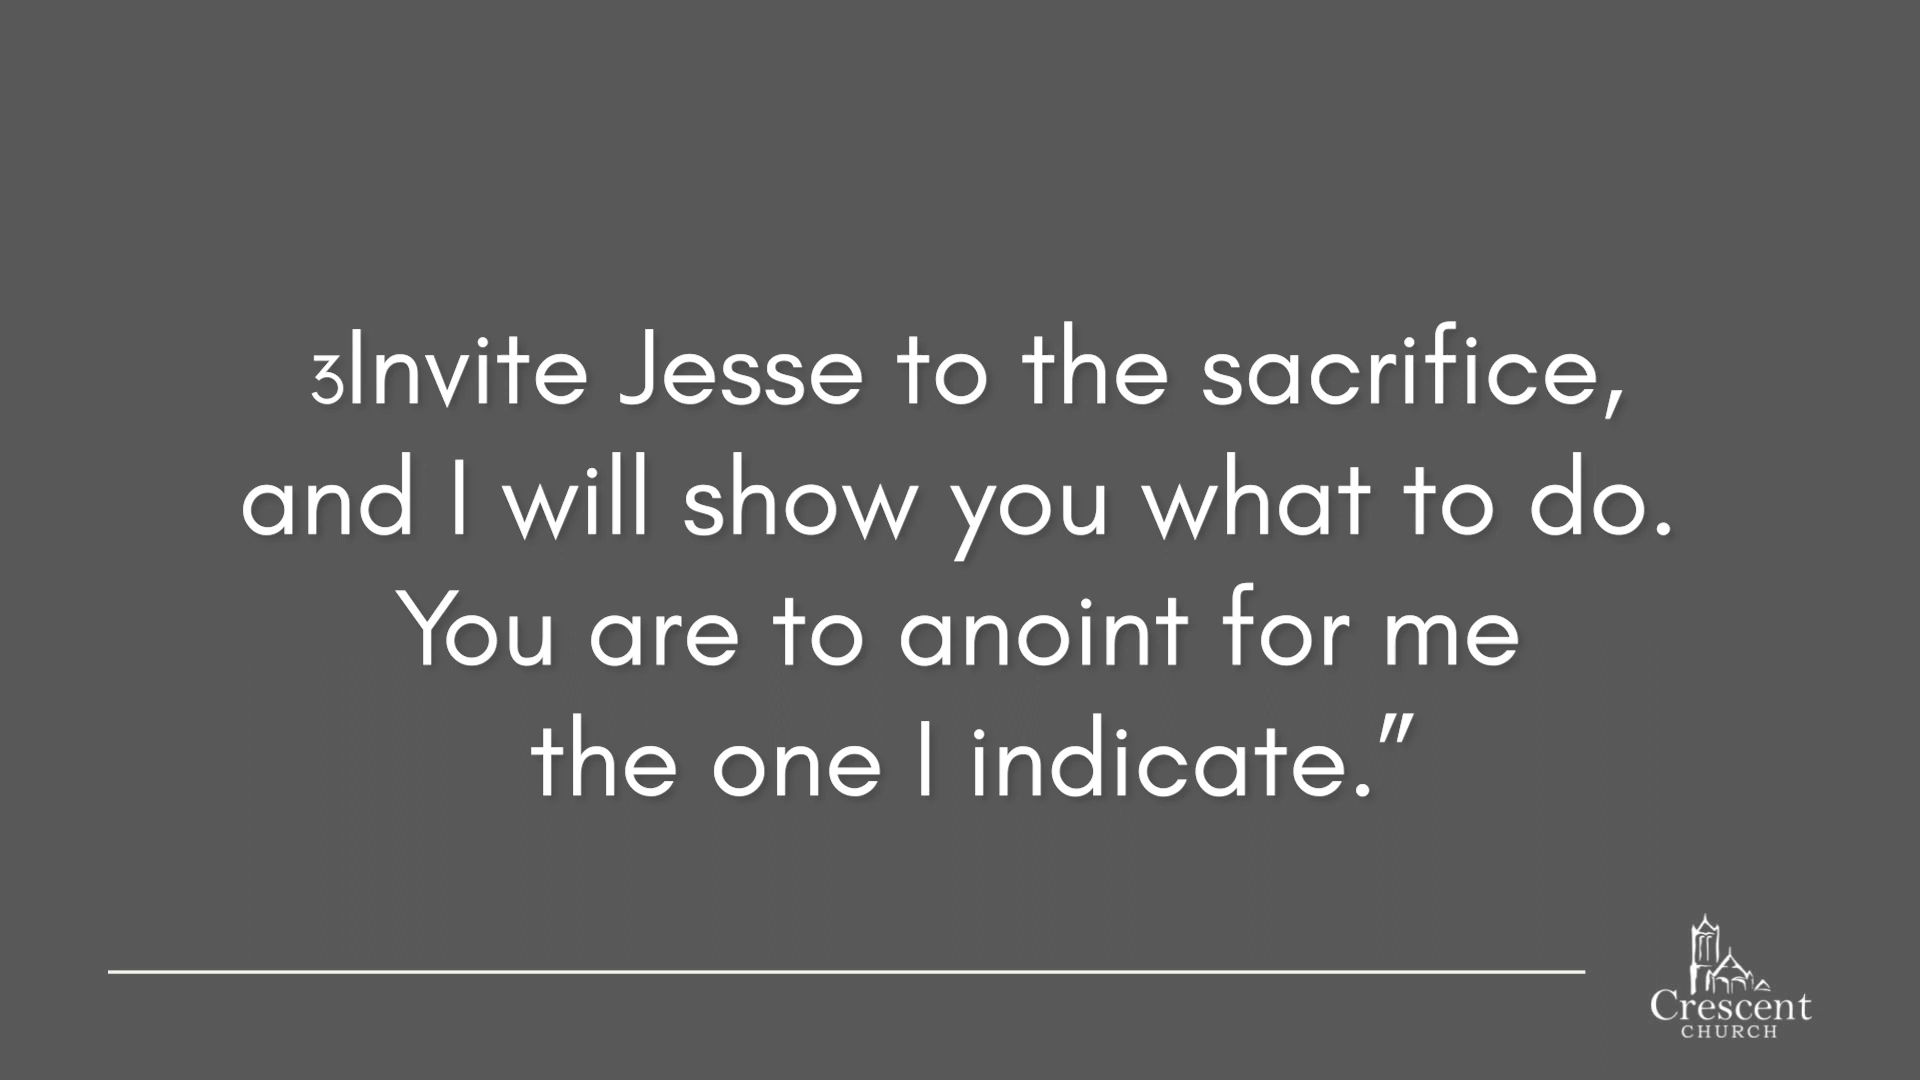 3Invite Jesse to the sacrifice,
and I will show you what to do.
You are to anoint for me
the one I indicate.”
Crescent
CHURCH